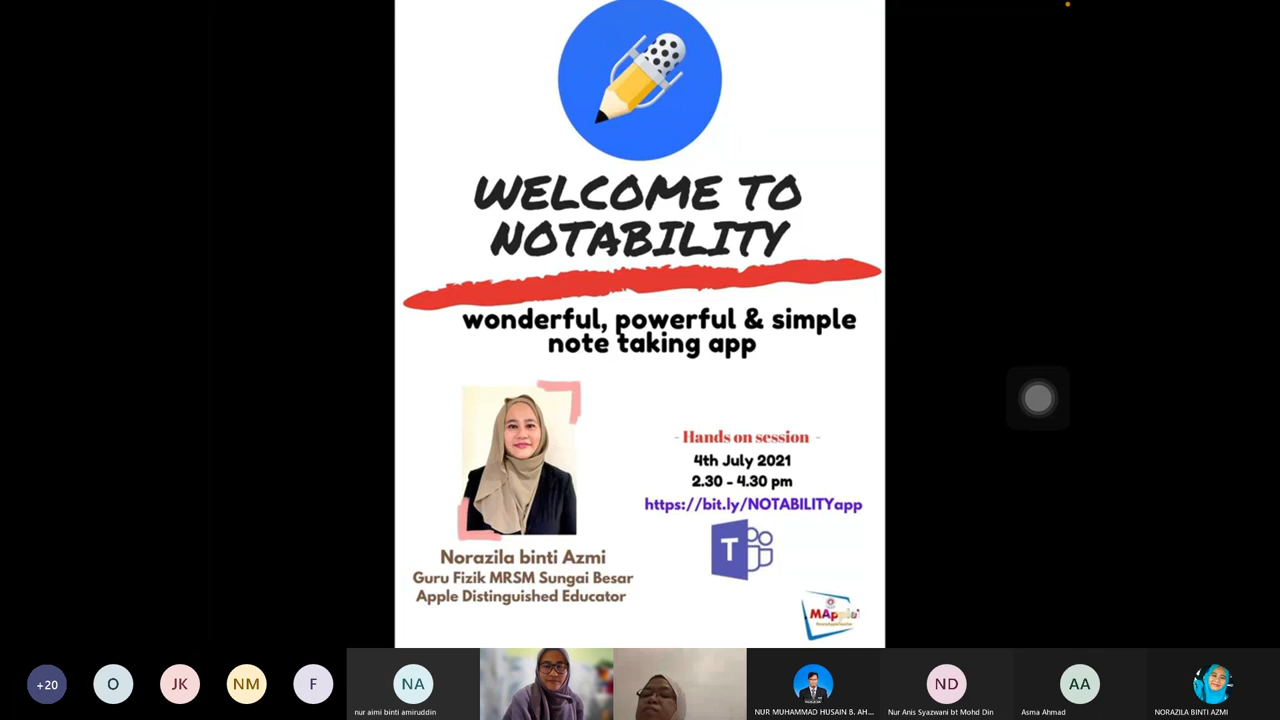 WELCOME TO
NOTABILITY
wonderful, powerful & simple
note taking app
- Hands on session -
4th July 2021
2.30 - 4.30 pm
https://bit.ly/NOTABILITYapp
T
Norazila binti Azmi
Guru Fizik MRSM Sungai Besar
Apple Distinguished Educator
MApple
+20
O
JK
NM
F
NA
nur aimi binti amiruddin
NUR MUHAMMAD HUSAIN B. AH...
ND
Nur Anis Syazwani bt Mohd Din
AA
Asma Ahmad
NORAZILA BINTI AZMI